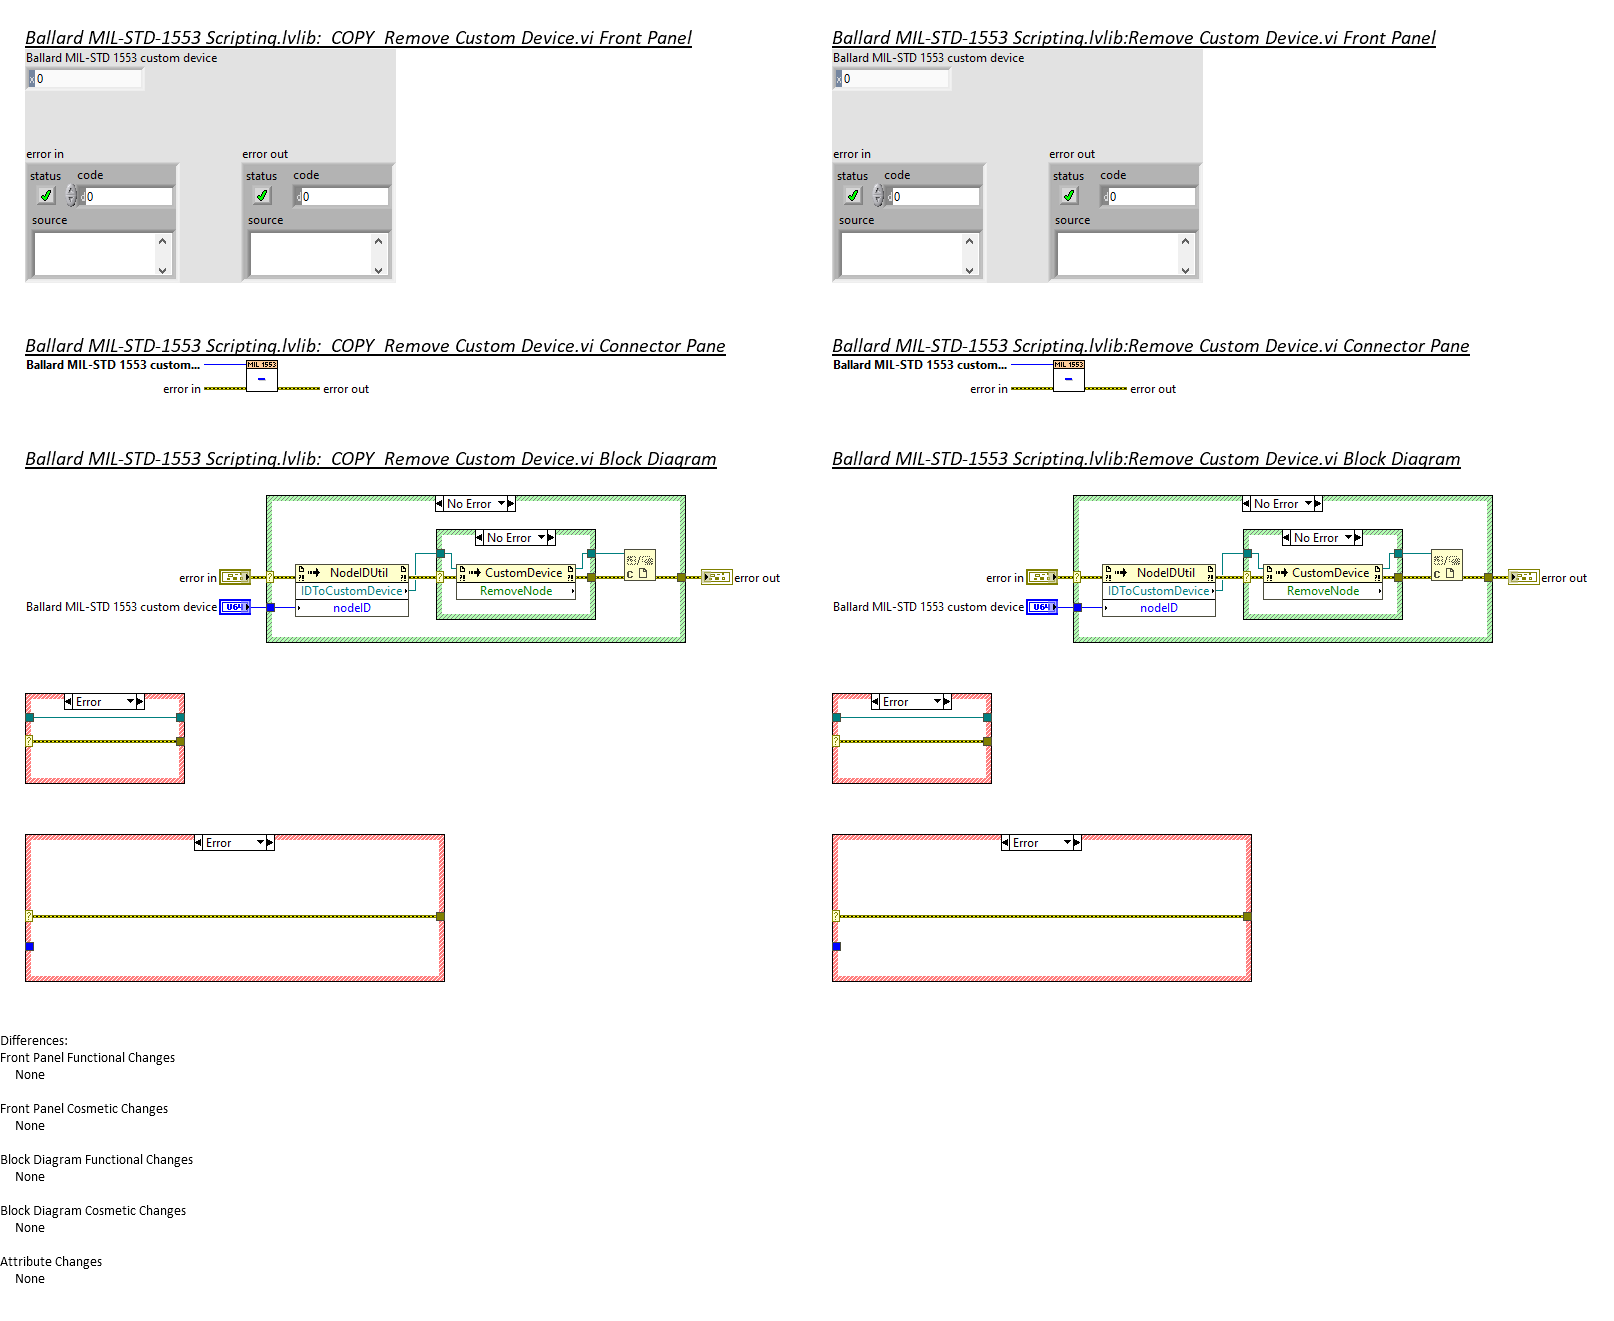 Ballard MIL-STD-1553 Scripting.lvlib:  COPY  Remove Custom Device.vi Front Panel
Ballard MIL-STD 1553 custom device
x 0
error in
status code
d 0
source
error out
status code
d 0
source
Ballard MIL-STD-1553 Scripting.lvlib:Remove Custom Device.vi Front Panel
Ballard MIL-STD 1553 custom device
x 0
error in
status code
d 0
source
error out
status code
d 0
source
Ballard MIL-STD-1553 Scripting.lvlib:  COPY  Remove Custom Device.vi Connector Pane
Ballard MIL-STD 1553 custom...
MIL 1553
error in
error out
Ballard MIL-STD-1553 Scripting.lvlib:Remove Custom Device.vi Connector Pane
Ballard MIL-STD 1553 custom...
MIL 1553
error in
error out
Ballard MIL-STD-1553 Scripting.lvlib:  COPY  Remove Custom Device.vi Block Diagram
No Error
No Error
error in
NodeIDUtil
IDToCustomDevice
nodeID
CustomDevice
RemoveNode
C
error out
Ballard MIL-STD 1553 custom device
U64
Error
?
Error
?
Ballard MIL-STD-1553 Scripting.lvlib:Remove Custom Device.vi Block Diagram
No Error
No Error
error in
NodeIDUtil
IDToCustomDevice
nodeID
CustomDevice
RemoveNode
C
error out
Ballard MIL-STD 1553 custom device
U64
Error
?
Error
?
Differences:
Front Panel Functional Changes
None
Front Panel Cosmetic Changes
None
Block Diagram Functional Changes
None
Block Diagram Cosmetic Changes
None
Attribute Changes
None